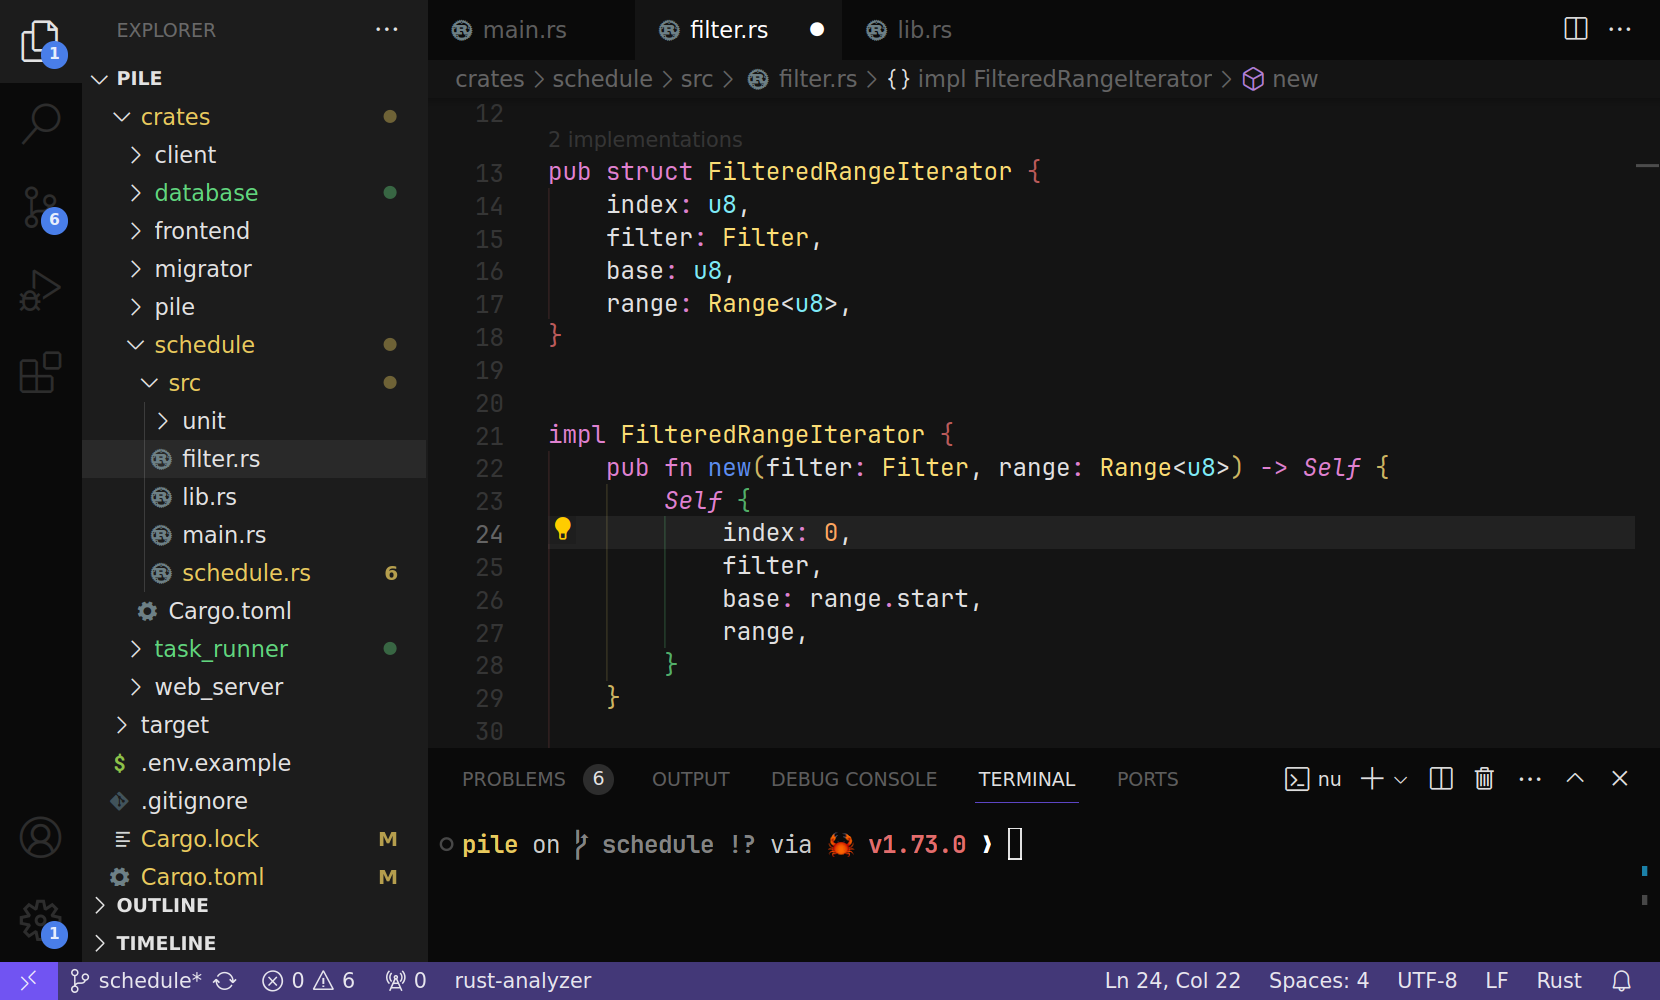 1
EXPLORER
PILE
crates
client
database
frontend
migrator
pile
schedule
src
unit
filter.rs
lib.rs
main.rs
schedule.rs 6
Cargo.toml
task_runner
web_server
target
$ .env.example
.gitignore
Cargo.lock M
Cargo.toml M
OUTLINE
TIMELINE
6
1
main.rs filter.rs lib.rs
crates > schedule > src > filter.rs > {} impl FilteredRangeIterator > new
12
2 implementations
13 pub struct FilteredRangeIterator {
14 index: u8,
15 filter: Filter,
16 base: u8,
17 range: Range<u8>,
18 }
19
20
21 impl FilteredRangeIterator {
22 pub fn new(filter: Filter, range: Range<u8>) -> Self {
23 Self {
24 index: 0,
25 filter,
26 base: range.start,
27 range,
28 }
29 }
30
PROBLEMS 6 OUTPUT DEBUG CONSOLE TERMINAL PORTS nu
pile on schedule !? via 🦀 v1.73.0 ❯
schedule* 0 6 0 rust-analyzer Ln 24, Col 22 Spaces: 4 UTF-8 LF Rust